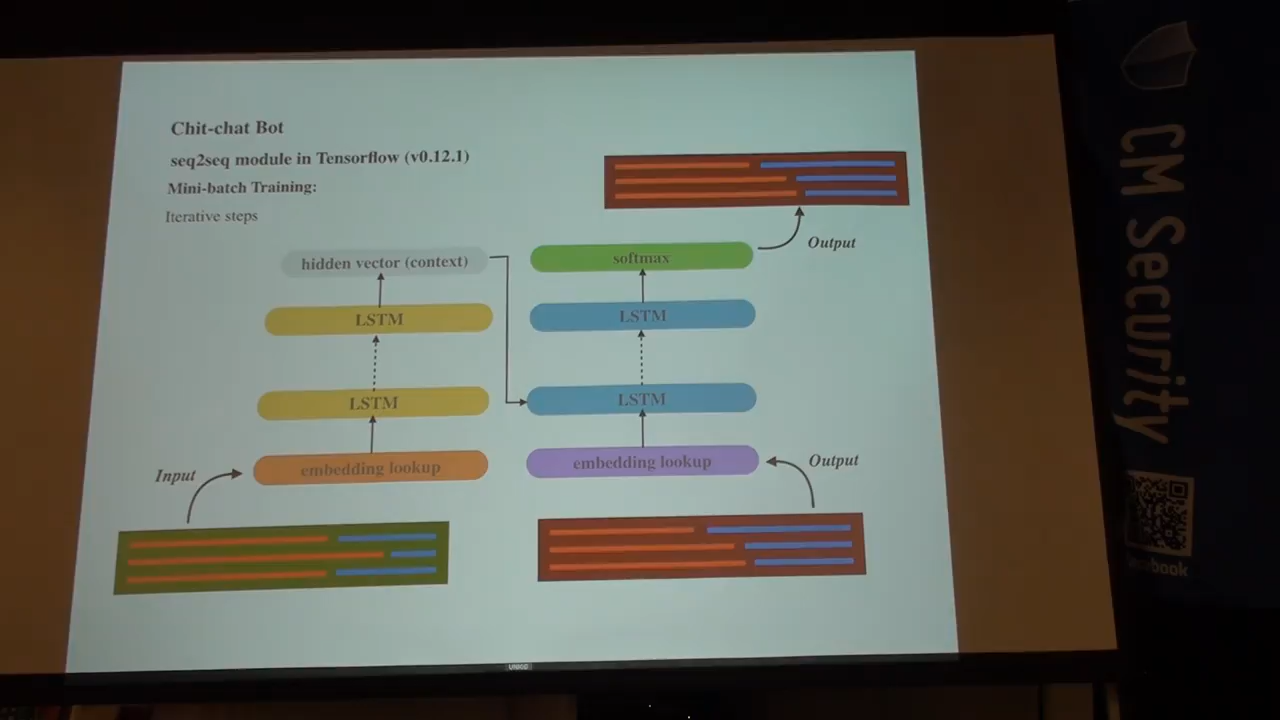 Chit-chat Bot
seq2seq module in Tensorflow (v0.12.1)
Mini-batch Training:
Iterative steps
Output
hidden vector (context)
softmax
LSTM
LSTM
LSTM
LSTM
Input
embedding lookup
embedding lookup
Output
CM Security